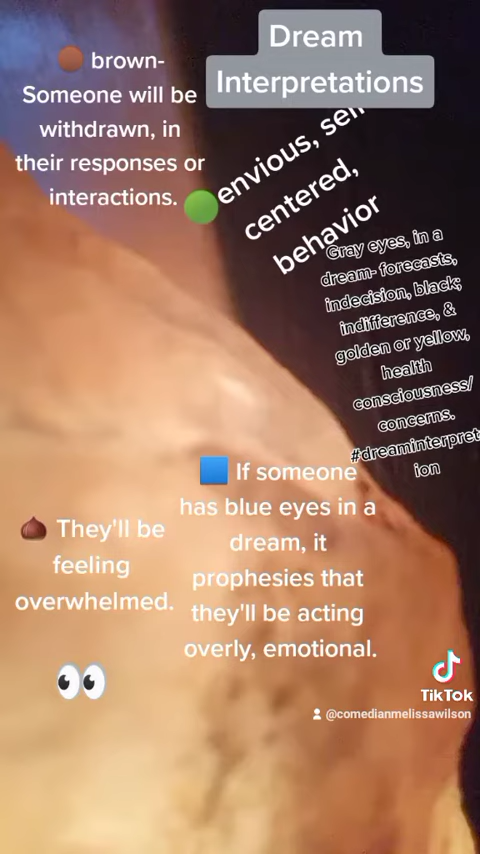 Dream
Interpretations
brown-
Someone will be
withdrawn, in
their responses or
interactions.
envious, self
centered,
behavior
Gray eyes, in a
dream- forecasts,
indecision, black;
indifference, &
golden or yellow,
health
consciousness/
concerns.
#dreaminterpret
ion
If someone
has blue eyes in a
dream, it
prophesies that
they'll be acting
overly, emotional.
They'll be
feeling
overwhelmed.
TikTok
@comedianmelissawilson